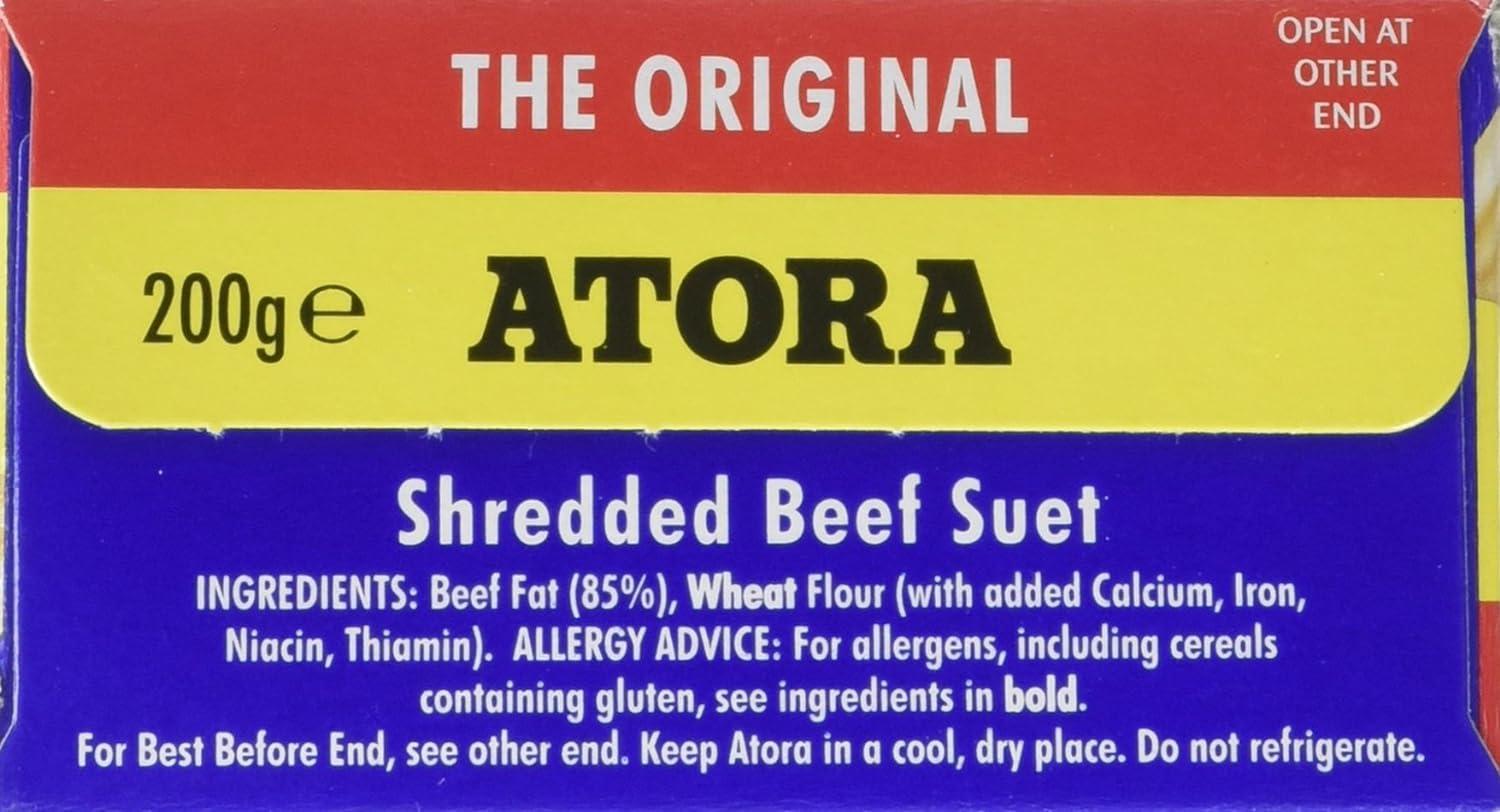 THE ORIGINAL
OPEN AT
OTHER
END
200g ℮ ATORA
Shredded Beef Suet
INGREDIENTS: Beef Fat (85%), Wheat Flour (with added Calcium, Iron,
Niacin, Thiamin). ALLERGY ADVICE: For allergens, including cereals
containing gluten, see ingredients in bold.
For Best Before End, see other end. Keep Atora in a cool, dry place. Do not refrigerate.